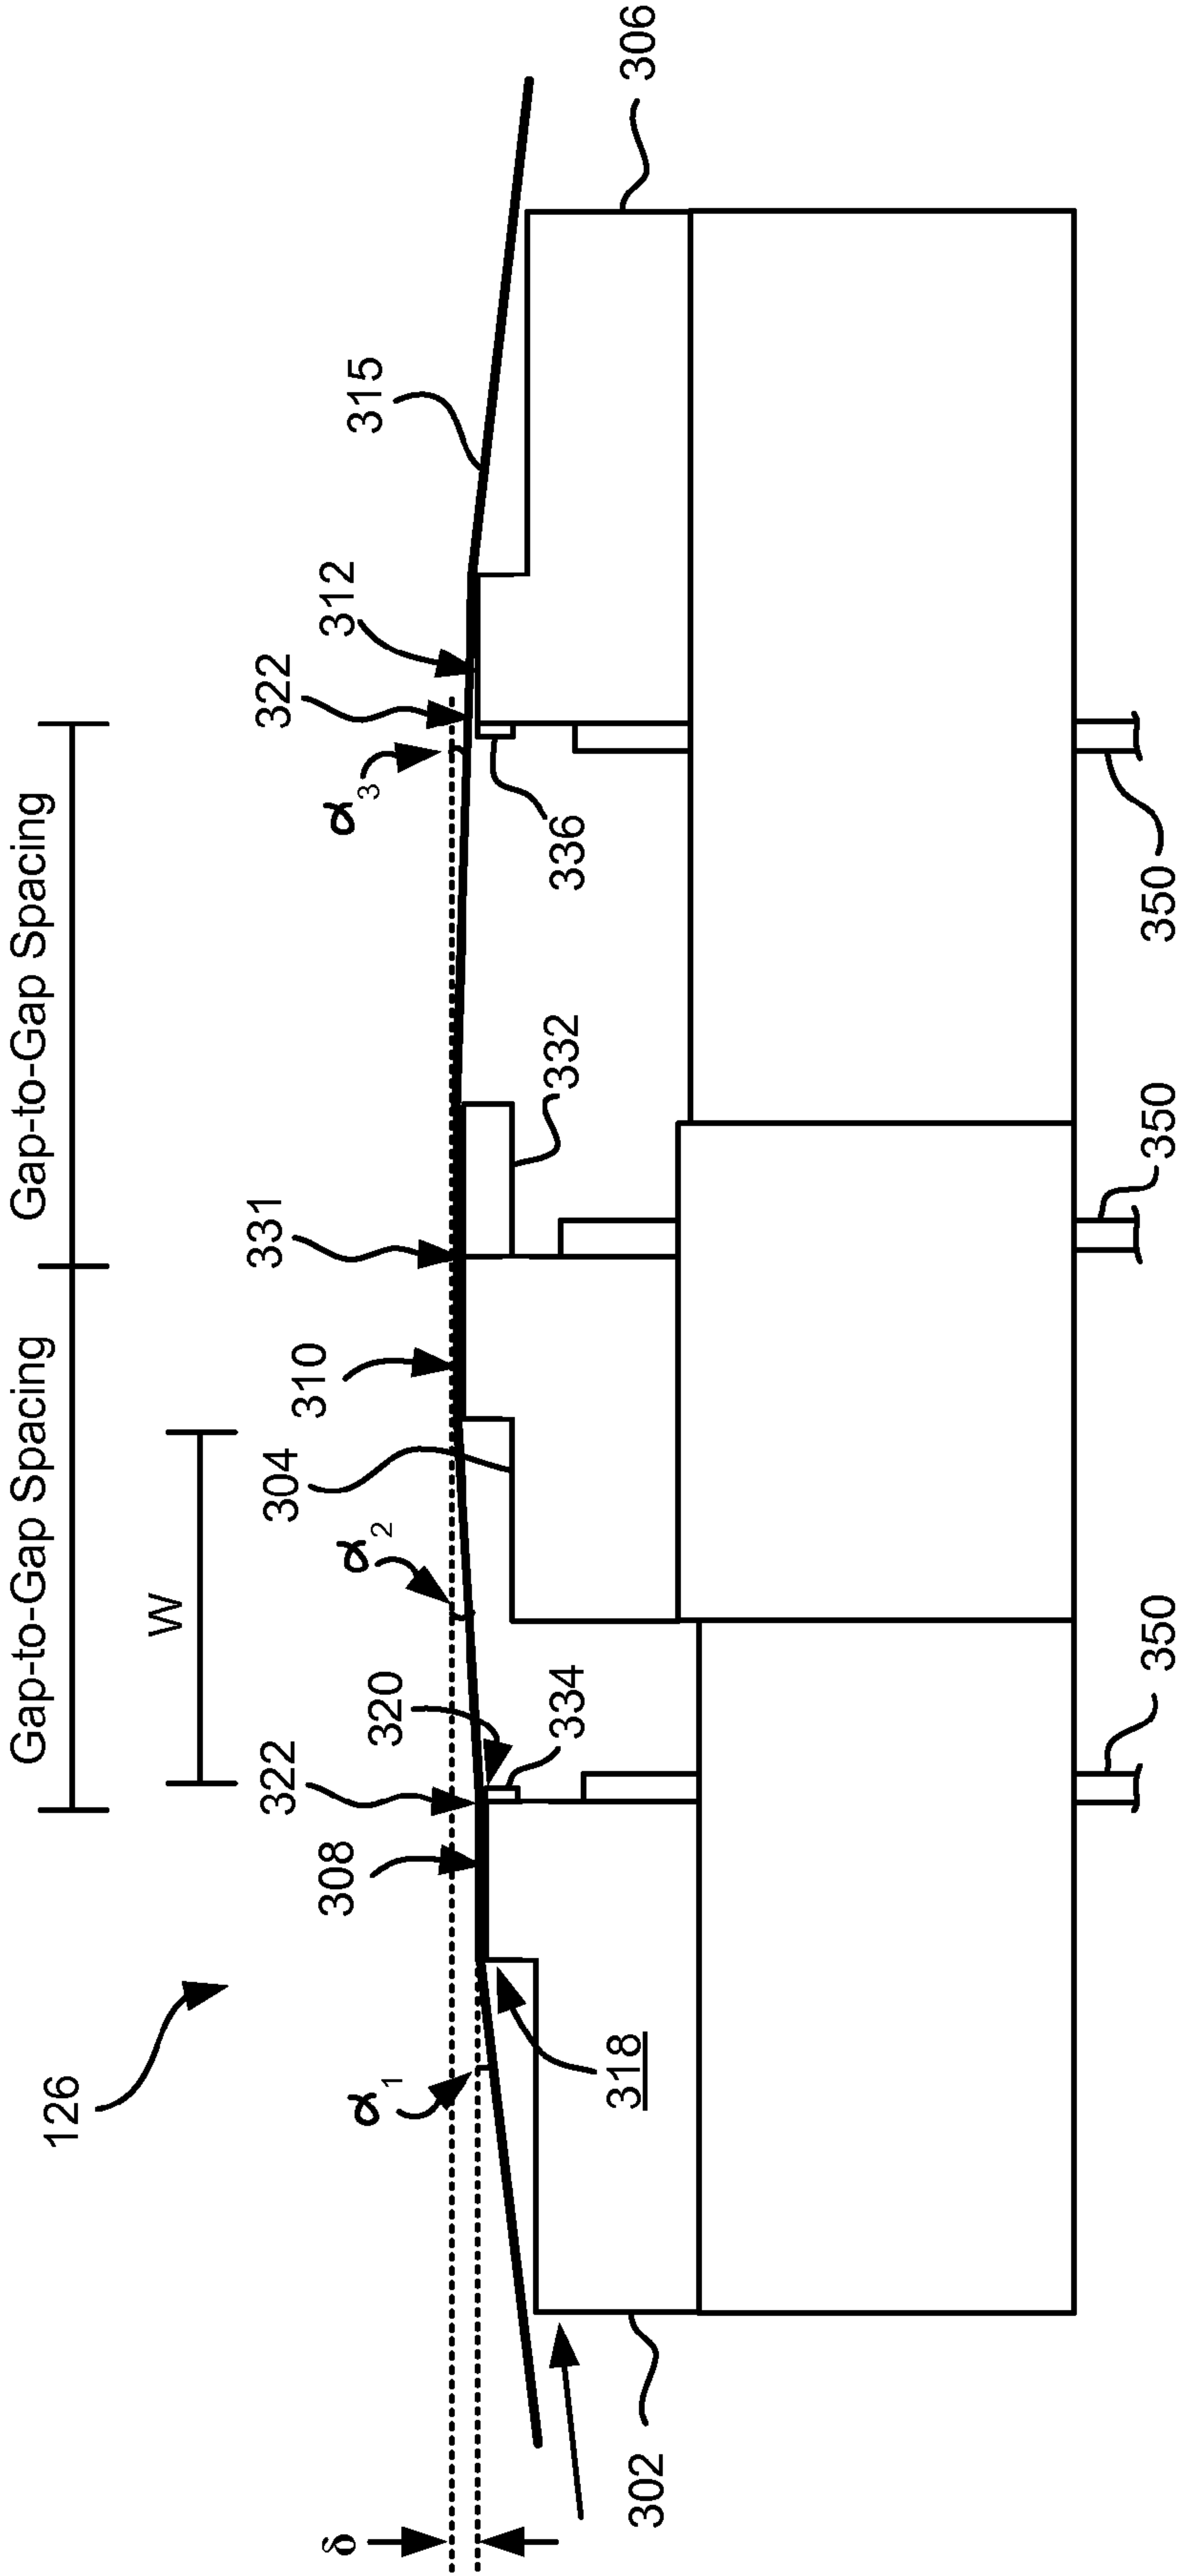 Gap-to-Gap Spacing
Gap-to-Gap Spacing
126
W
304
310
331
322
312
315
306
δ
α1
308
322
320
α2
α3
334
332
336
318
302
350
350
350